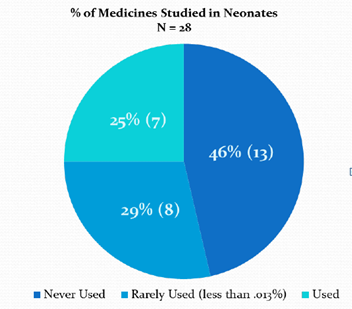 % of Medicines Studied in Neonates
N = 28
25% (7)
46% (13)
29% (8)
Never Used
Rarely Used (less than .013%)
Used